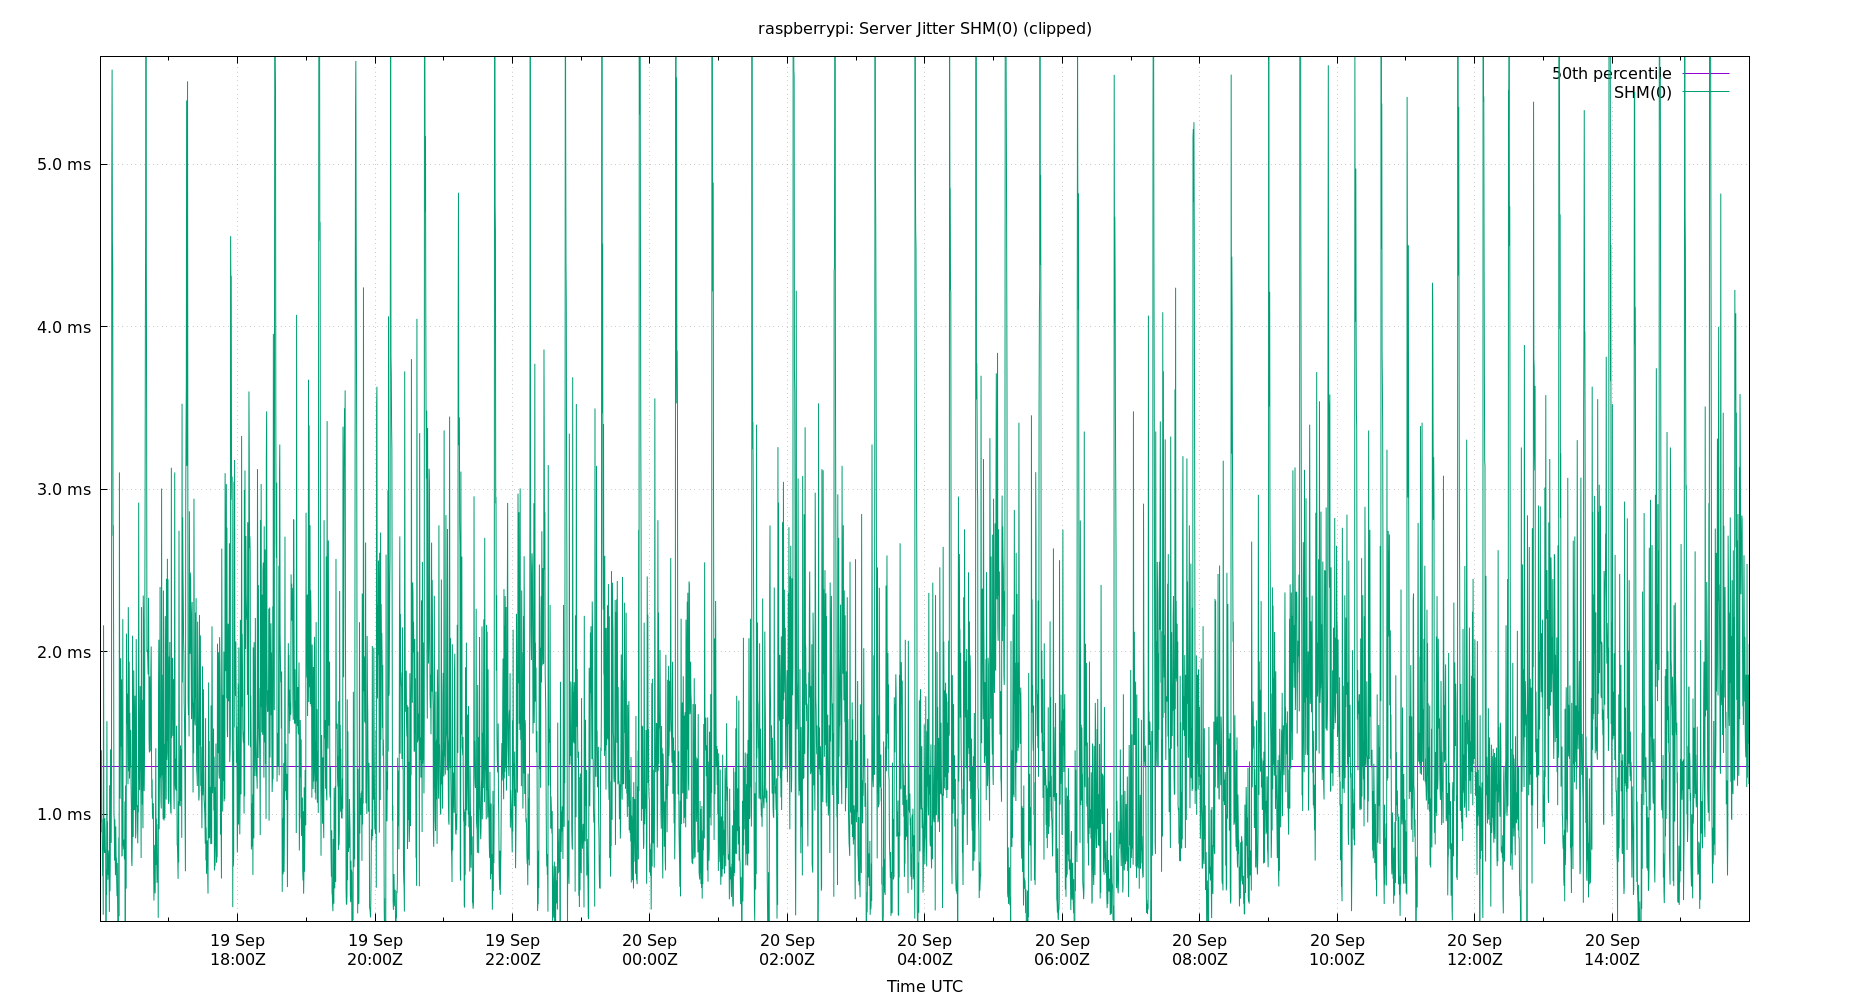 raspberrypi: Server Jitter SHM(0) (clipped)
50th percentile
SHM(0)
5.0 ms
4.0 ms
3.0 ms
2.0 ms
1.0 ms
19 Sep 19 Sep 19 Sep 20 Sep 20 Sep 20 Sep 20 Sep 20 Sep 20 Sep 20 Sep 20 Sep
18:00Z 20:00Z 22:00Z 00:00Z 02:00Z 04:00Z 06:00Z 08:00Z 10:00Z 12:00Z 14:00Z
Time UTC